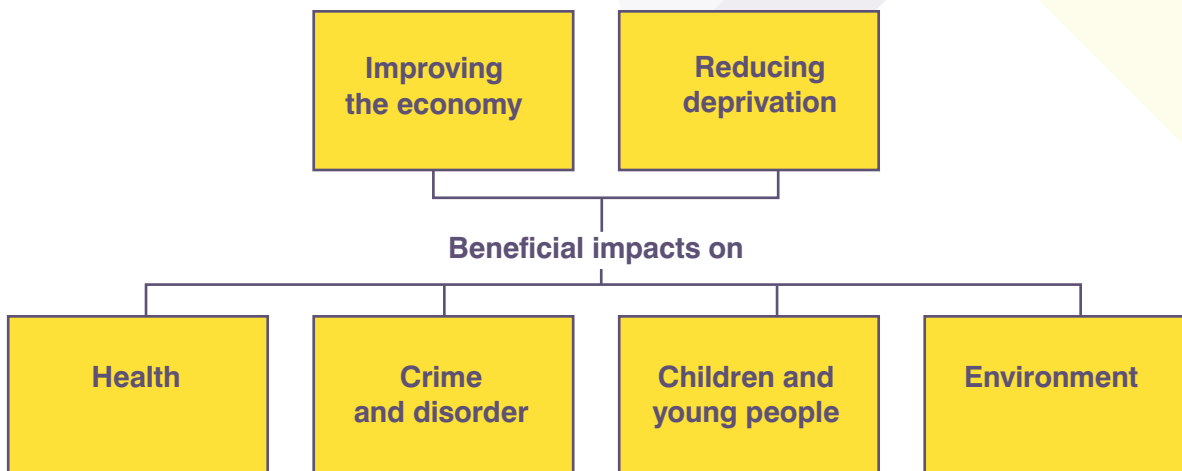 Improving
the economy
Reducing
deprivation
Beneficial impacts on
Health
Crime
and disorder
Children and
young people
Environment